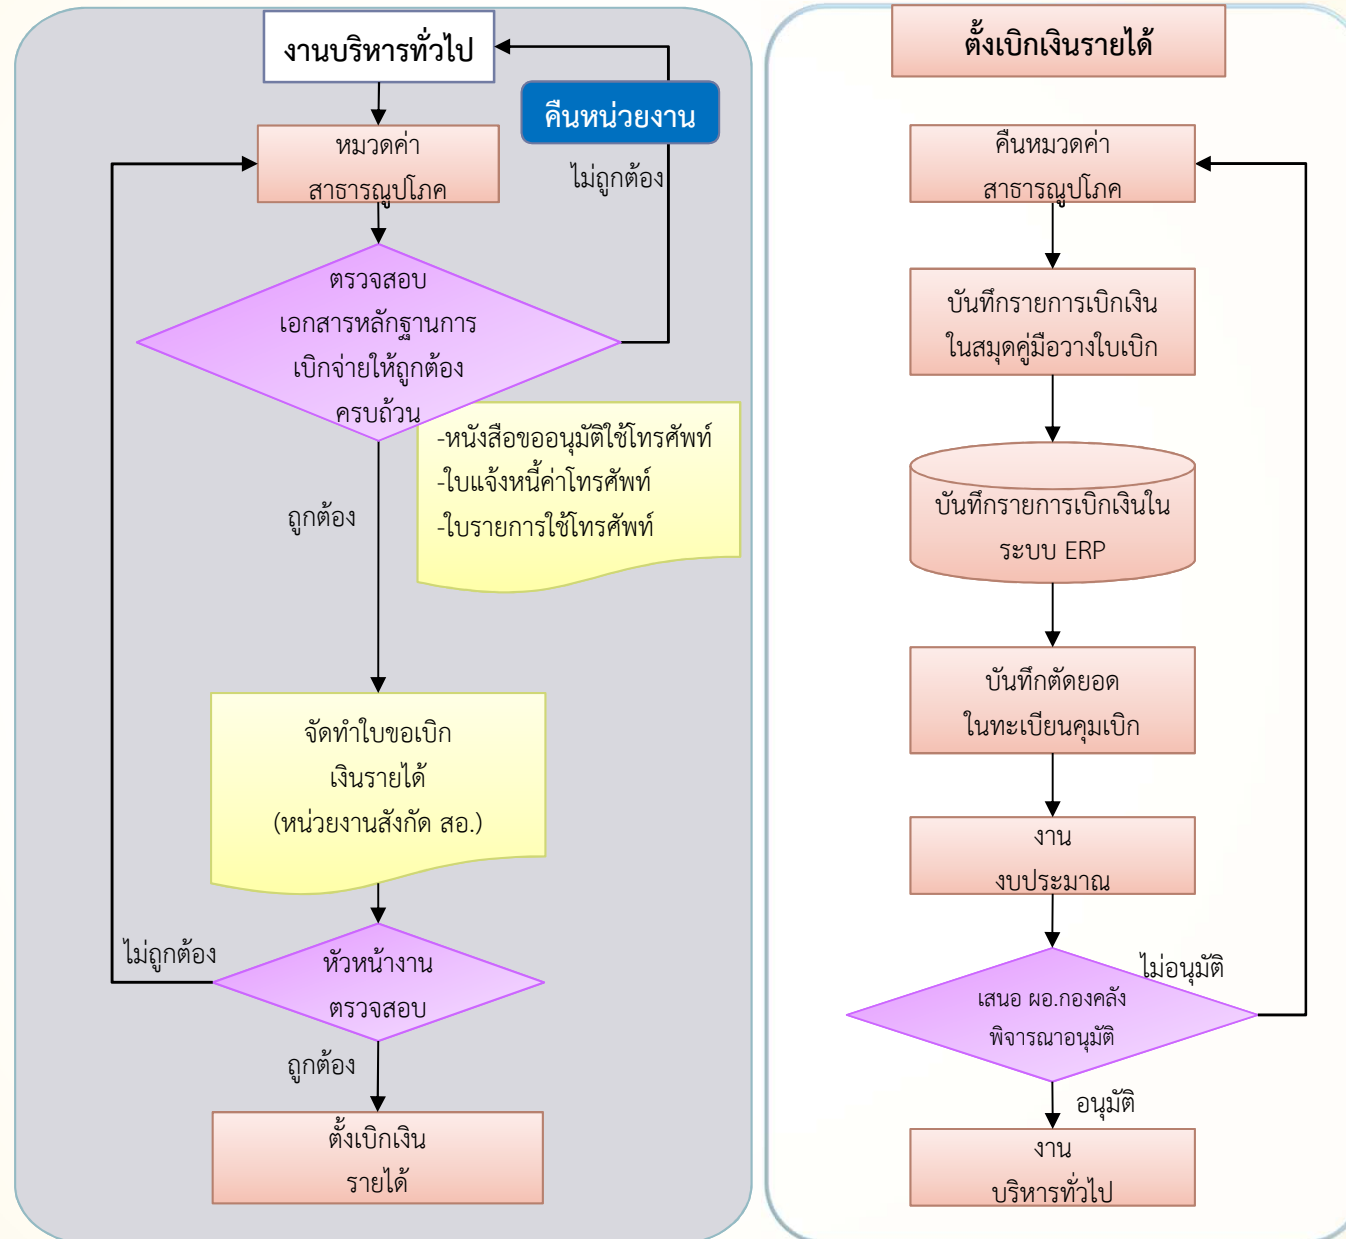 งานบริหารทั่วไป
คืนหน่วยงาน
หมวดค่า
สาธารณูปโภค
ไม่ถูกต้อง
ตรวจสอบ
เอกสารหลักฐานการ
เบิกจ่ายให้ถูกต้อง
ครบถ้วน
-หนังสือขออนุมัติใช้โทรศัพท์
-ใบแจ้งหนี้ค่าโทรศัพท์
-ใบรายการใช้โทรศัพท์
ถูกต้อง
จัดทำใบขอเบิก
เงินรายได้
(หน่วยงานสังกัด สอ.)
ไม่ถูกต้อง
หัวหน้างาน
ตรวจสอบ
ถูกต้อง
ตั้งเบิกเงิน
รายได้
ตั้งเบิกเงินรายได้
คืนหมวดค่า
สาธารณูปโภค
บันทึกรายการเบิกเงิน
ในสมุดคู่มือวางใบเบิก
บันทึกรายการเบิกเงินใน
ระบบ ERP
บันทึกตัดยอด
ในทะเบียนคุมเบิก
งาน
งบประมาณ
ไม่อนุมัติ
เสนอ ผอ.กองคลัง
พิจารณาอนุมัติ
อนุมัติ
งาน
บริหารทั่วไป